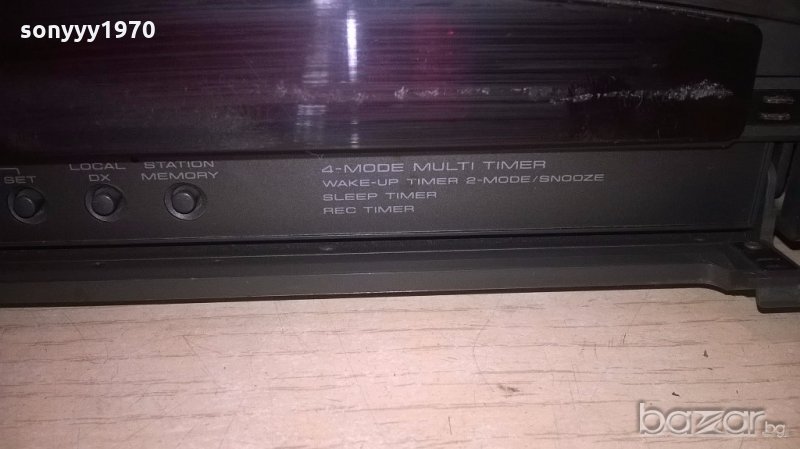 sonyyy1970
SET
LOCAL
DX
STATION
MEMORY
4-MODE MULTI TIMER
WAKE-UP TIMER 2-MODE/SNOOZE
SLEEP TIMER
REC TIMER
bazar.bg